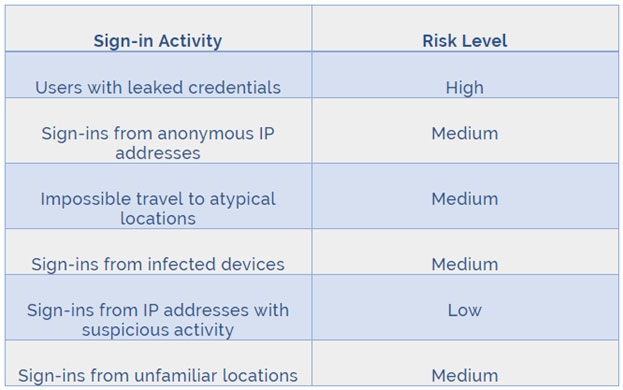 Sign-in Activity
Risk Level
Users with leaked credentials
High
Sign-ins from anonymous IP
addresses
Medium
Impossible travel to atypical
locations
Medium
Sign-ins from infected devices
Medium
Sign-ins from IP addresses with
suspicious activity
Low
Sign-ins from unfamiliar locations
Medium